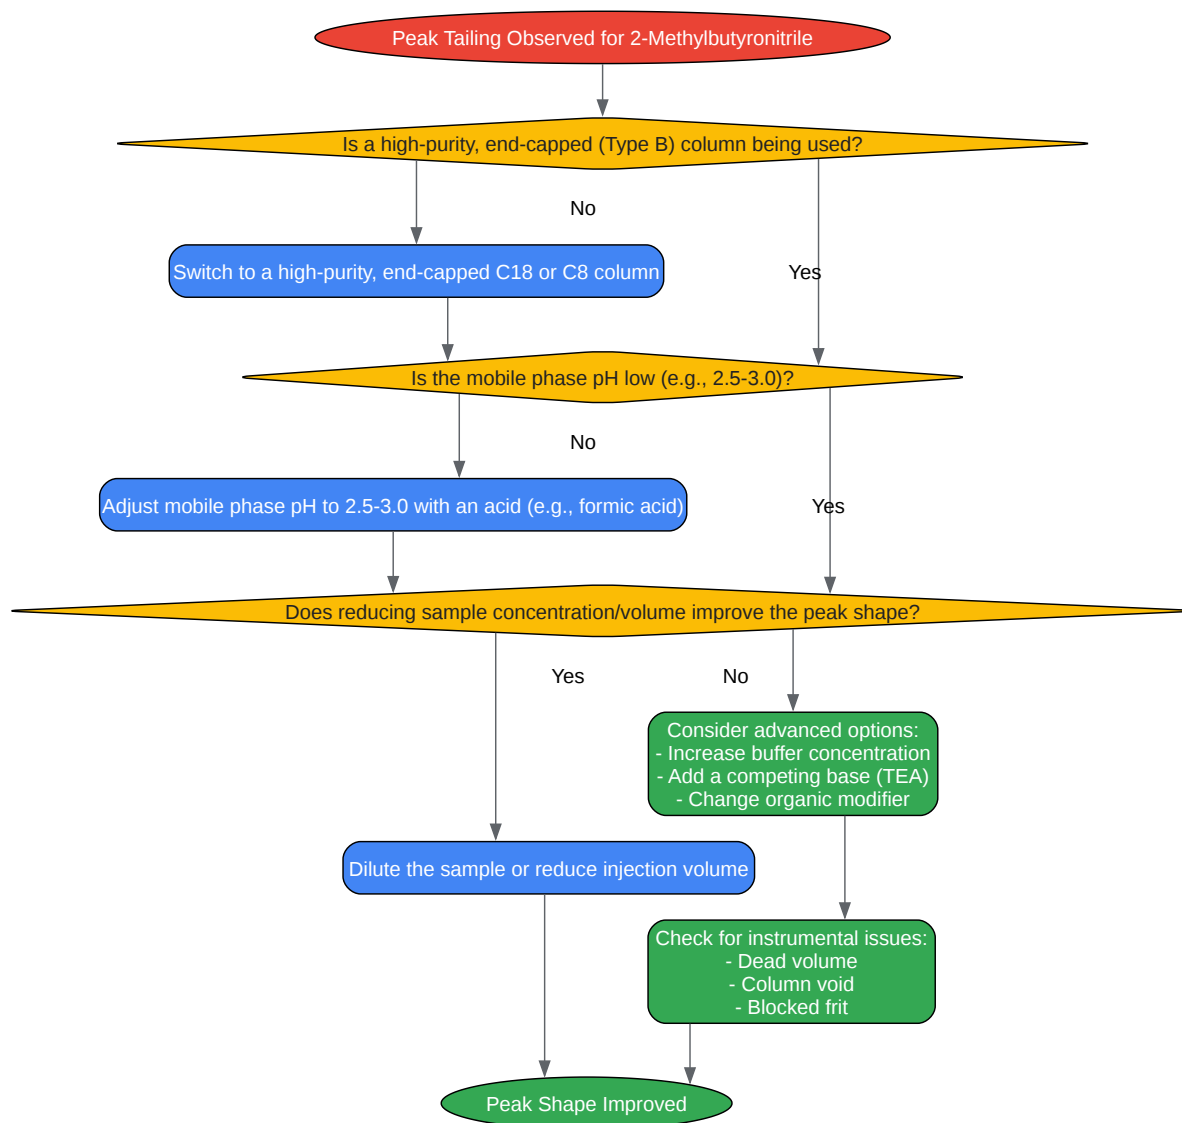 Peak Tailing Observed for 2-Methylbutyronitrile
Is a high-purity, end-capped (Type B) column being used?
No
Switch to a high-purity, end-capped C18 or C8 column
Yes
Is the mobile phase pH low (e.g., 2.5-3.0)?
No
Adjust mobile phase pH to 2.5-3.0 with an acid (e.g., formic acid)
Yes
Does reducing sample concentration/volume improve the peak shape?
Yes
No
Consider advanced options:
- Increase buffer concentration
- Add a competing base (TEA)
- Change organic modifier
Dilute the sample or reduce injection volume
Check for instrumental issues:
- Dead volume
- Column void
- Blocked frit
Peak Shape Improved